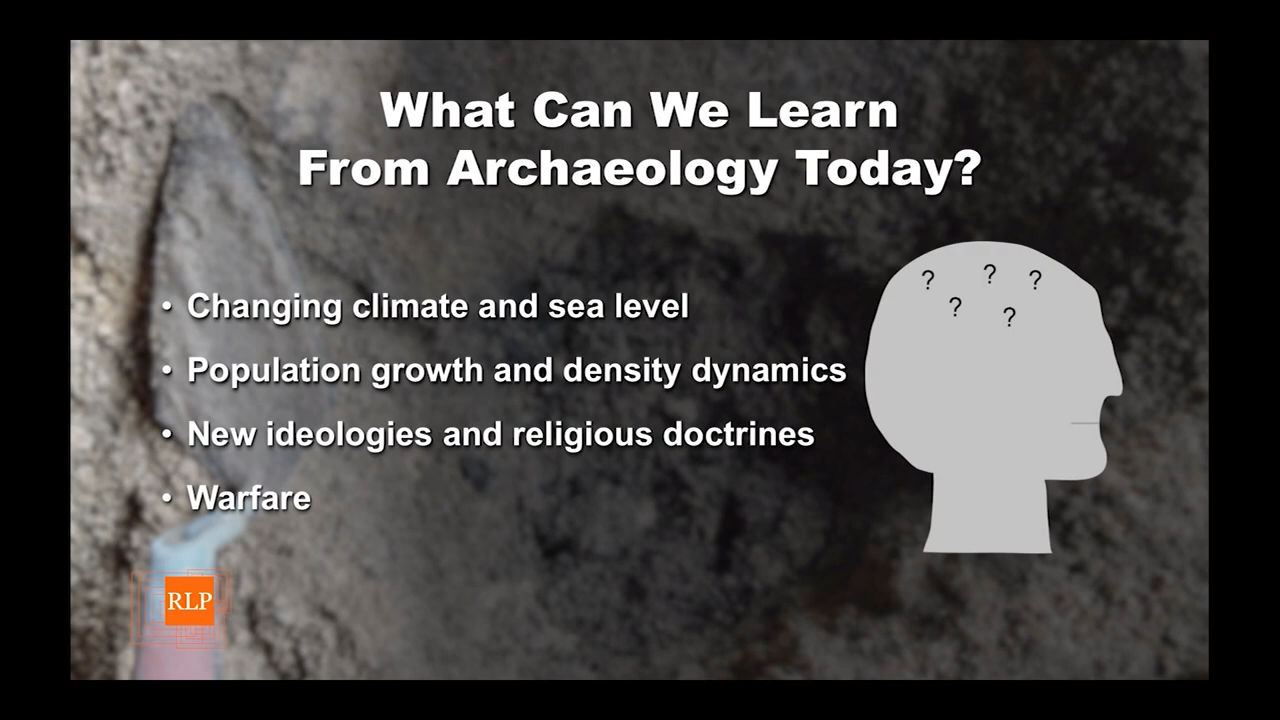 What Can We Learn
From Archaeology Today?
• Changing climate and sea level
• Population growth and density dynamics
• New ideologies and religious doctrines
• Warfare
? ? ?
? ?
RLP